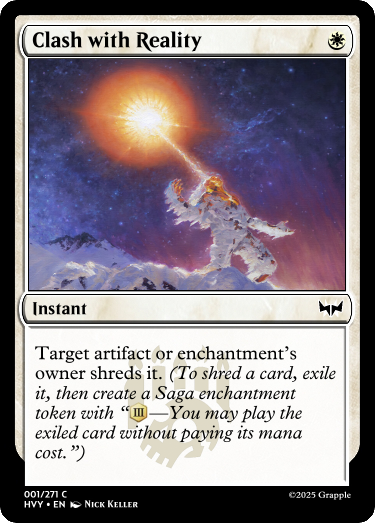 Clash with Reality
Instant
Target artifact or enchantment's
owner shreds it. (To shred a card, exile
it, then create a Saga enchantment
token with “III—You may play the
exiled card without paying its mana
cost.”)
001/271 C
HVY • EN Nick Keller
©2025 Grapple